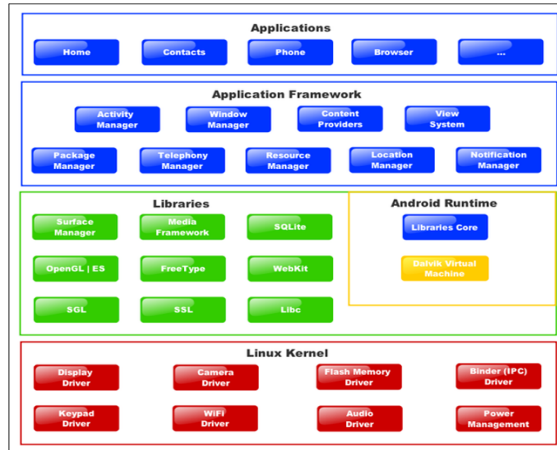 Applications
Home Contacts Phone Browser ...
Application Framework
Activity Manager
Window Manager
Content Providers
View System
Package Manager
Telephony Manager
Resource Manager
Location Manager
Notification Manager
Libraries
Surface Manager
Media Framework
SQLite
OpenGL | ES
FreeType
WebKit
SGL
SSL
Libc
Android Runtime
Libraries Core
Dalvik Virtual Machine
Linux Kernel
Display Driver
Camera Driver
Flash Memory Driver
Binder (IPC) Driver
Keypad Driver
WiFi Driver
Audio Driver
Power Management